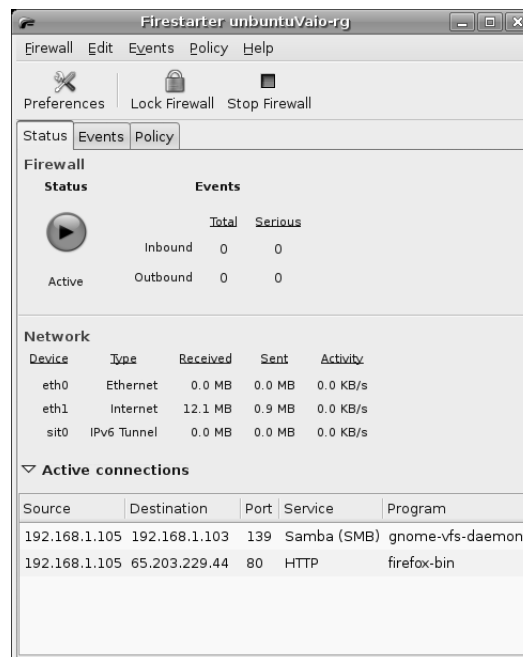 Firestarter unbuntuVaio-rg
Firewall Edit Events Policy Help
Preferences Lock Firewall Stop Firewall
Status Events Policy
Firewall
Status Events
Total Serious
Inbound 0 0
Active Outbound 0 0
Network
Device Type Received Sent Activity
eth0 Ethernet 0.0 MB 0.0 MB 0.0 KB/s
eth1 Internet 12.1 MB 0.9 MB 0.0 KB/s
sit0 IPv6 Tunnel 0.0 MB 0.0 MB 0.0 KB/s
Active connections
Source Destination Port Service Program
192.168.1.105 192.168.1.103 139 Samba (SMB) gnome-vfs-daemon
192.168.1.105 65.203.229.44 80 HTTP firefox-bin